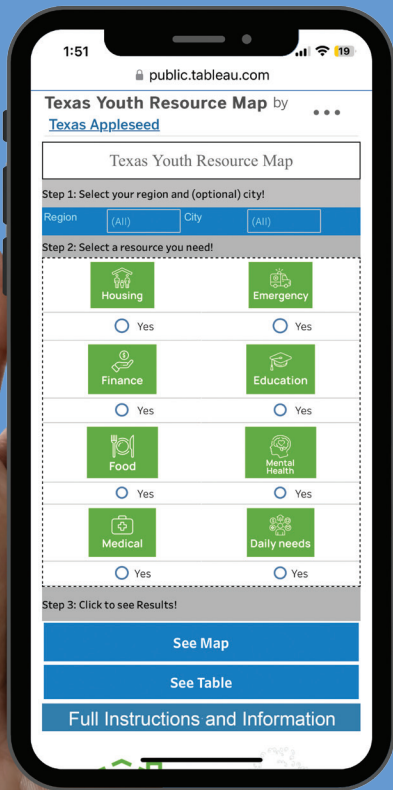 1:51
19
public.tableau.com
Texas Youth Resource Map by
Texas Appleseed
Texas Youth Resource Map
Step 1: Select your region and (optional) city!
Region (All) City (All)
Step 2: Select a resource you need!
Housing Emergency
Yes Yes
Finance Education
Yes Yes
Food Mental Health
Yes Yes
Medical Daily needs
Yes Yes
Step 3: Click to see Results!
See Map
See Table
Full Instructions and Information